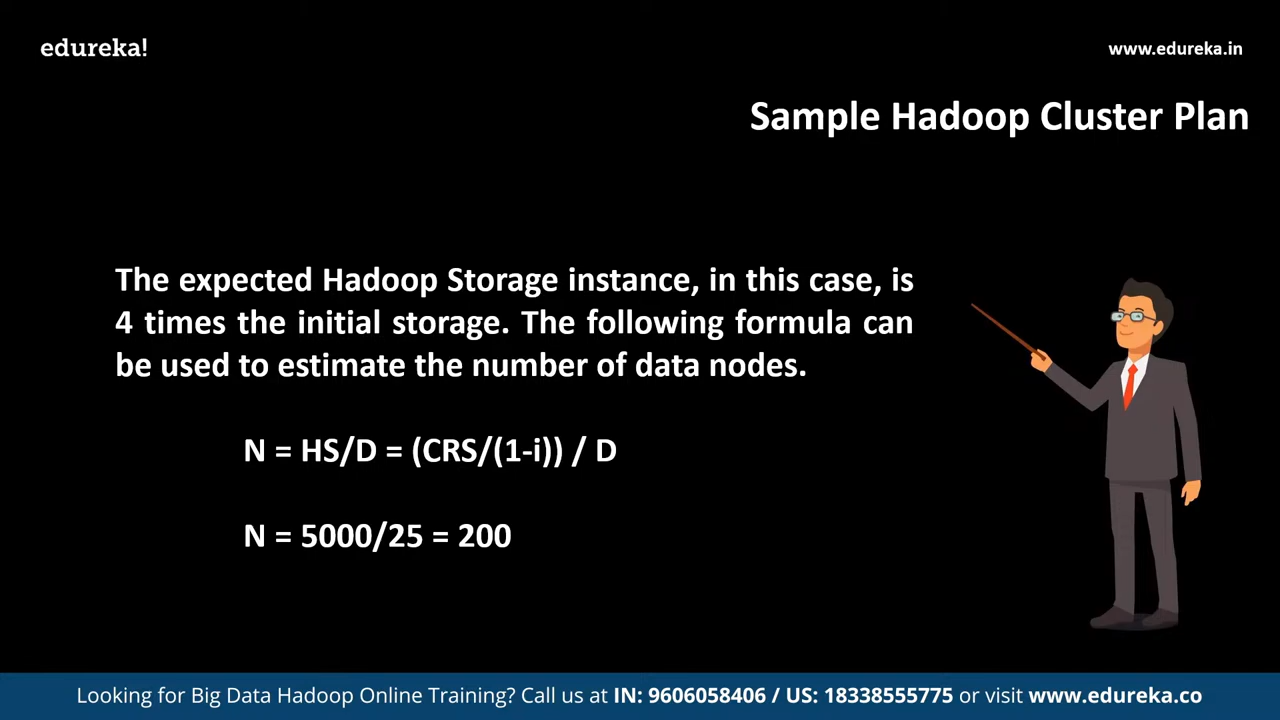 edureka!
www.edureka.in
Sample Hadoop Cluster Plan
The expected Hadoop Storage instance, in this case, is
4 times the initial storage. The following formula can
be used to estimate the number of data nodes.
N = HS/D = (CRS/(1-i)) / D
N = 5000/25 = 200
Looking for Big Data Hadoop Online Training? Call us at IN: 9606058406 / US: 18338555775 or visit www.edureka.co